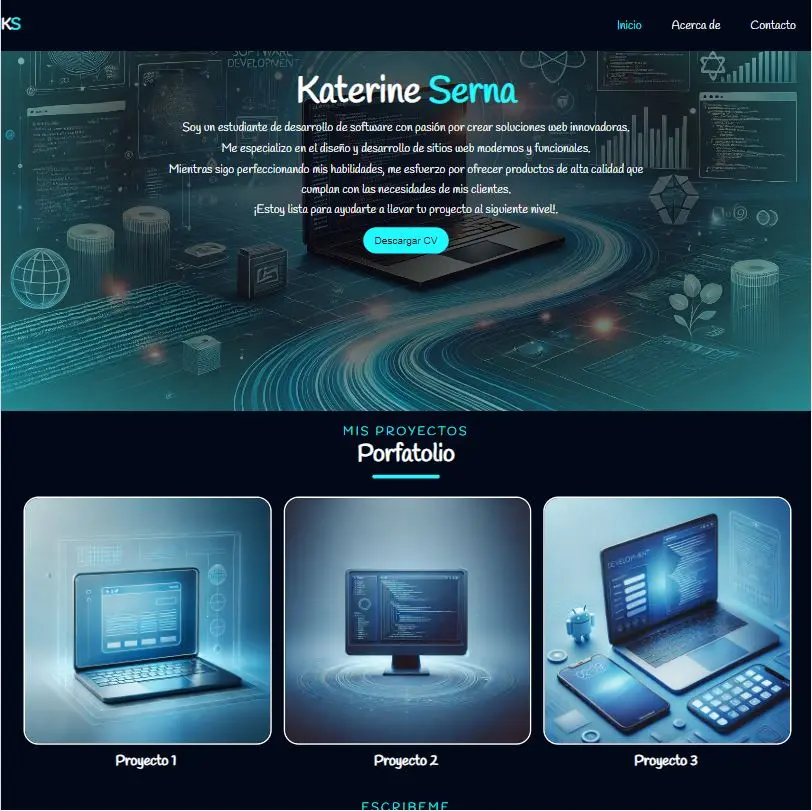 KS
Inicio
Acerca de
Contacto
SOFTWARE
DEVELOPMENT
Katerine Serna
Soy un estudiante de desarrollo de software con pasión por crear soluciones web innovadoras.
Me especializo en el diseño y desarrollo de sitios web modernos y funcionales.
Mientras sigo perfeccionando mis habilidades, me esfuerzo por ofrecer productos de alta calidad que
cumplan con las necesidades de mis clientes.
¡Estoy lista para ayudarte a llevar tu proyecto al siguiente nivel!.
Descargar CV
MIS PROYECTOS
Porfatolio
DEVELOPMENT
Proyecto 1
Proyecto 2
Proyecto 3
ESCRIBEME